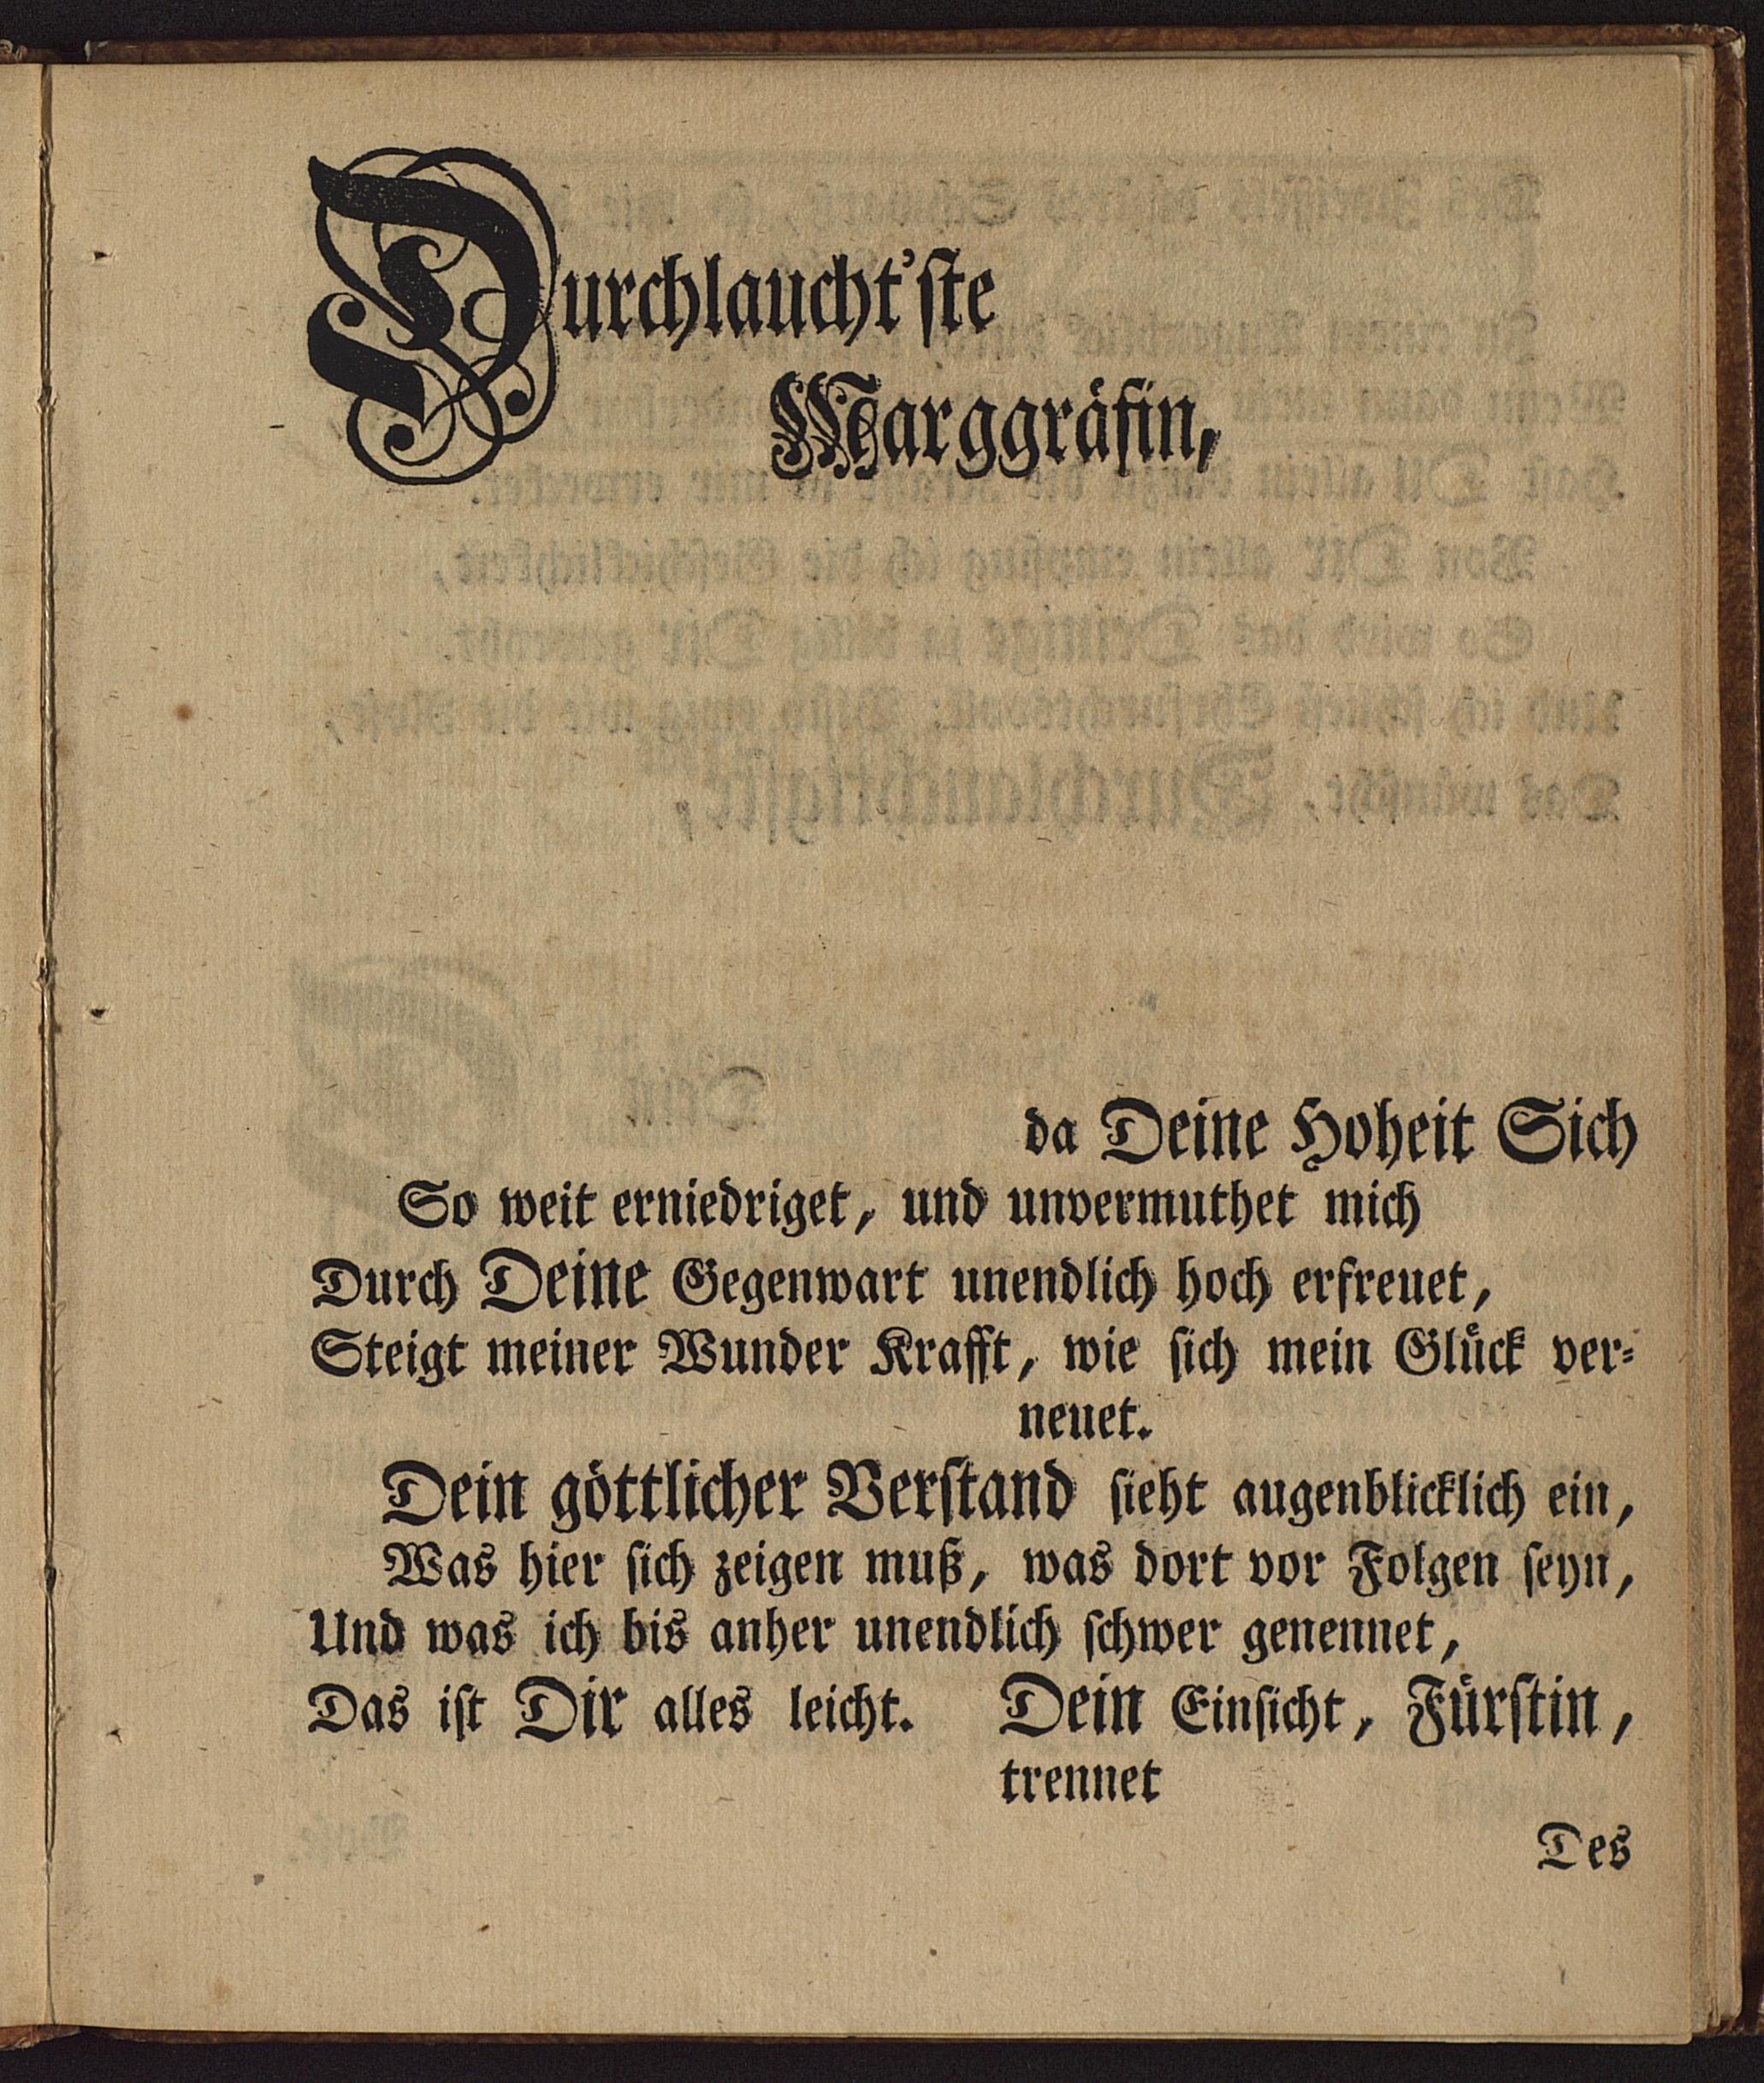 Durchlaucht'ſte
Marggräfin,
da Deine Hoheit Sich
So weit erniedriget, und unvermuthet mich
Durch Deine Gegenwart unendlich hoch erfreuet,
Steigt meiner Wunder Krafft, wie ſich mein Glück ver⸗
neuet.
Dein göttlicher Verſtand ſieht augenblicklich ein,
Was hier ſich zeigen muß, was dort vor Folgen ſeyn,
Und was ich bis anher unendlich ſchwer genennet,
Das iſt Dir alles leicht. Dein Einſicht, Fürſtin,
trennet
Des